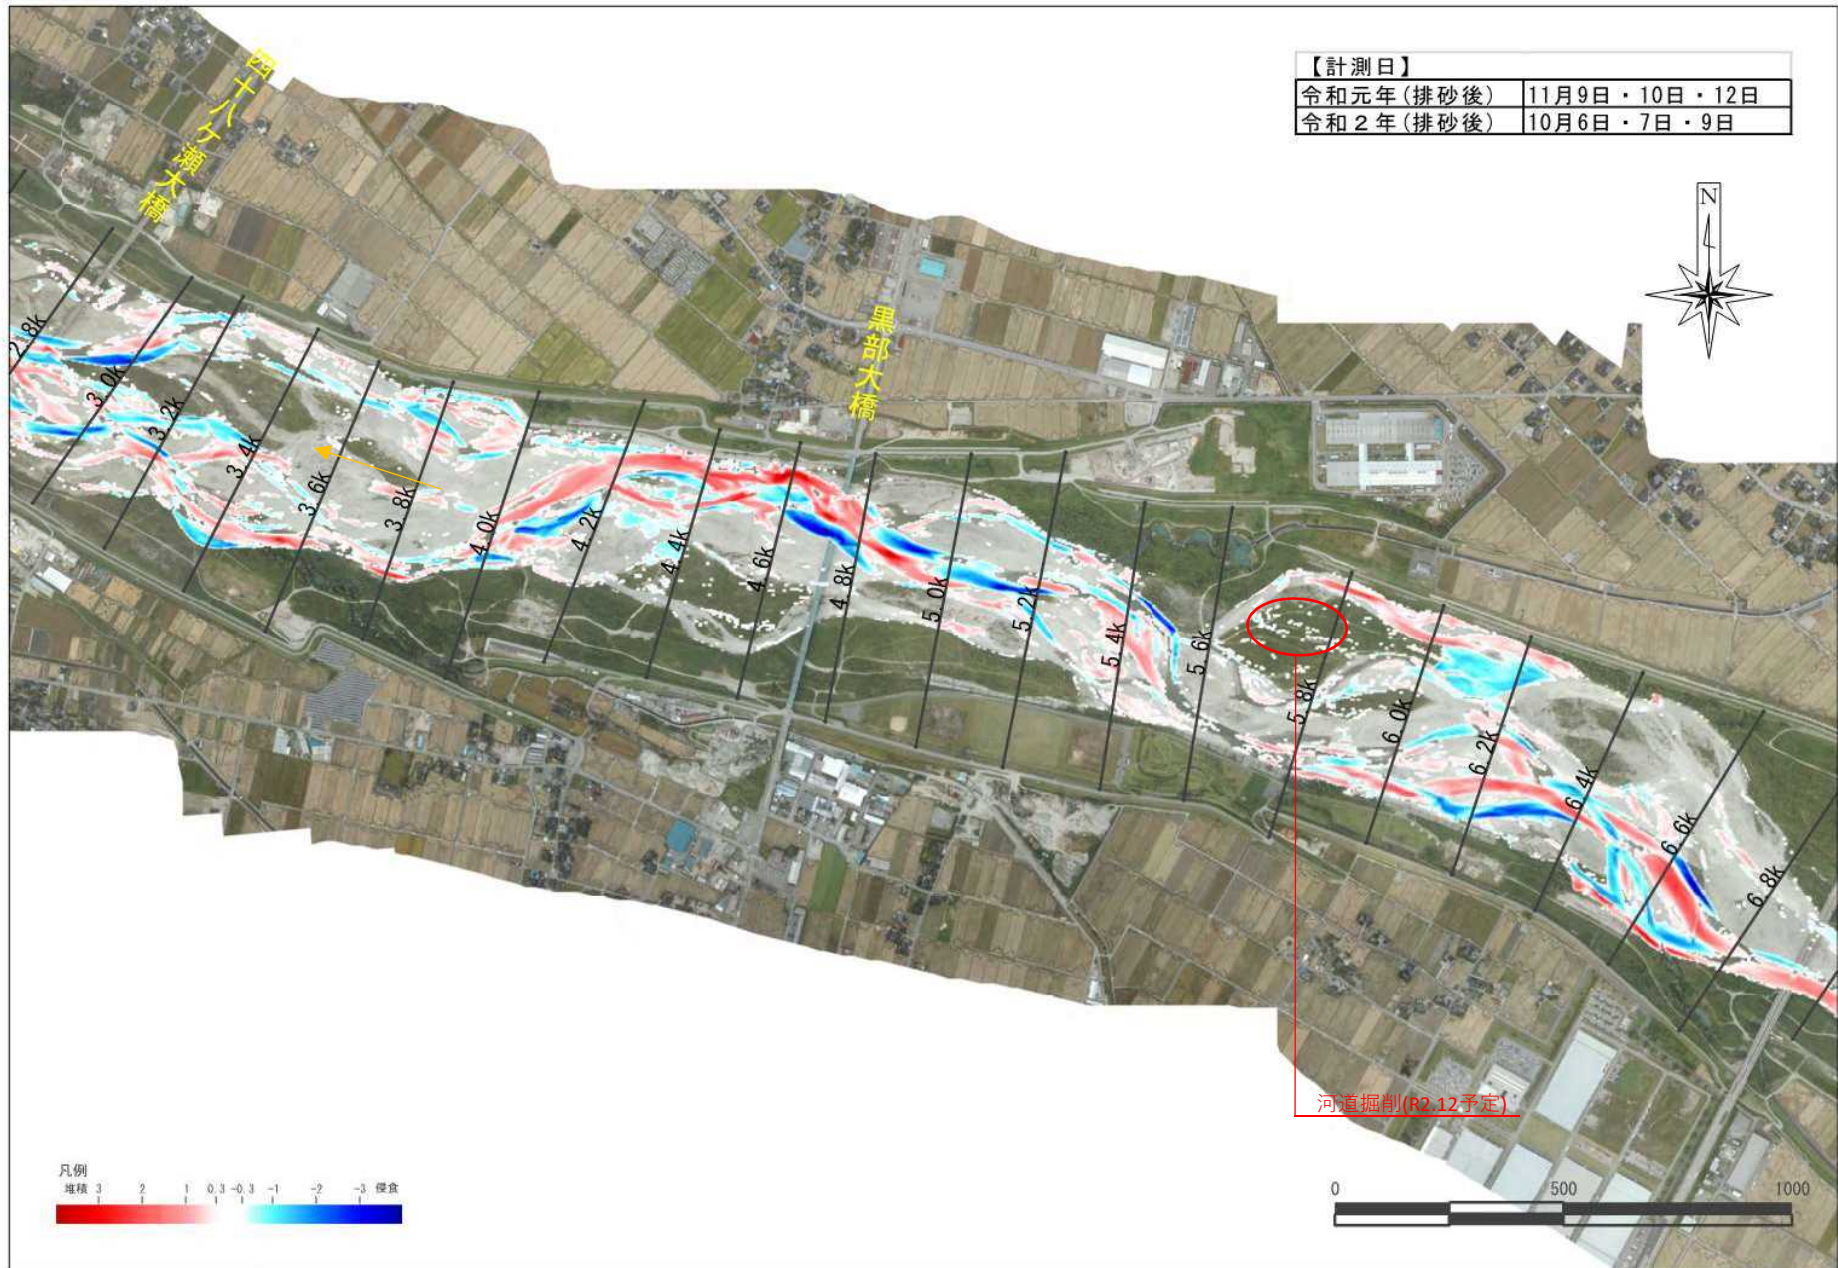 【計測日】
令和元年(排砂後) 11月9日・10日・12日
令和２年(排砂後) 10月6日・7日・9日
四十八ケ瀬大橋
黒部大橋
N
2.8k
3.0k
3.2k
3.4k
3.6k
3.8k
4.0k
4.2k
4.4k
4.6k
4.8k
5.0k
5.2k
5.4k
5.6k
5.8k
6.0k
6.2k
6.4k
6.6k
6.8k
河道掘削(R2.12予定)
凡例
堆積 3 2 1 0.3 -0.3 -1 -2 -3 侵食
0 500 1000